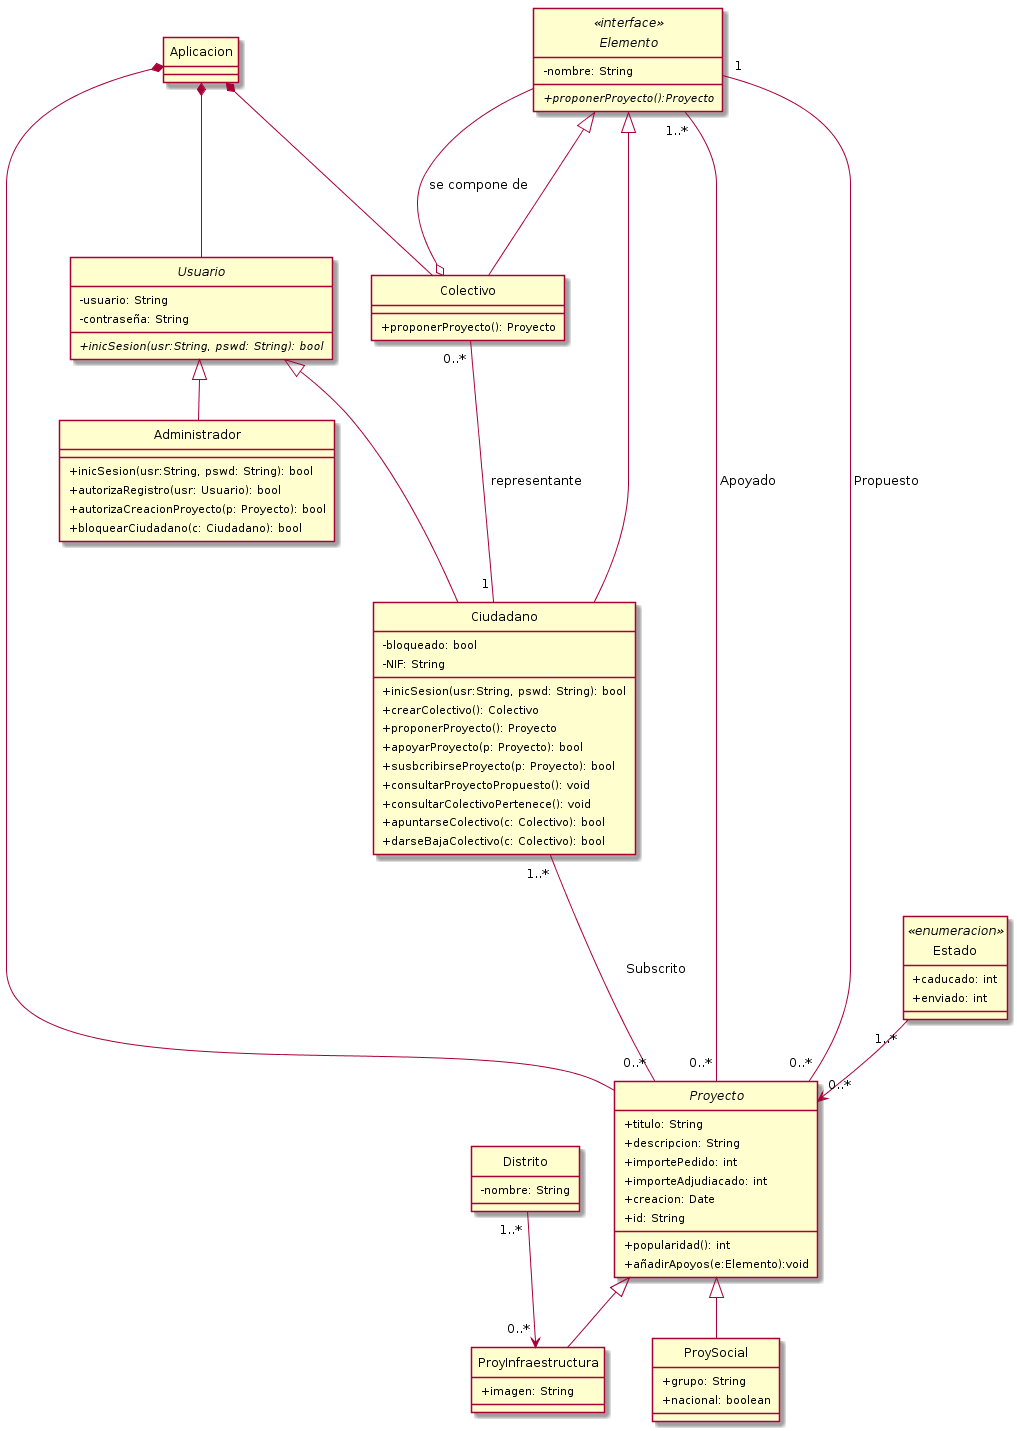 «interface»
Elemento
-nombre: String
+proponerProyecto():Proyecto
Aplicacion
1
1..*
se compone de
Usuario
-usuario: String
-contraseña: String
+inicSesion(usr:String, pswd: String): bool
Colectivo
+proponerProyecto(): Proyecto
0..*
Administrador
+inicSesion(usr:String, pswd: String): bool
+autorizaRegistro(usr: Usuario): bool
+autorizaCreacionProyecto(p: Proyecto): bool
+bloquearCiudadano(c: Ciudadano): bool
representante
Apoyado
Propuesto
1
Ciudadano
-bloqueado: bool
-NIF: String
+inicSesion(usr:String, pswd: String): bool
+crearColectivo(): Colectivo
+proponerProyecto(): Proyecto
+apoyarProyecto(p: Proyecto): bool
+susbcribirseProyecto(p: Proyecto): bool
+consultarProyectoPropuesto(): void
+consultarColectivoPertenece(): void
+apuntarseColectivo(c: Colectivo): bool
+darseBajaColectivo(c: Colectivo): bool
1..*
Subscrito
«enumeracion»
Estado
+caducado: int
+enviado: int
1..*
0..*
0..*
0..*
0..*
Proyecto
+titulo: String
+descripcion: String
+importePedido: int
+importeAdjudiacado: int
+creacion: Date
+id: String
+popularidad(): int
+añadirApoyos(e:Elemento):void
Distrito
-nombre: String
1..*
0..*
ProyInfraestructura
+imagen: String
ProySocial
+grupo: String
+nacional: boolean